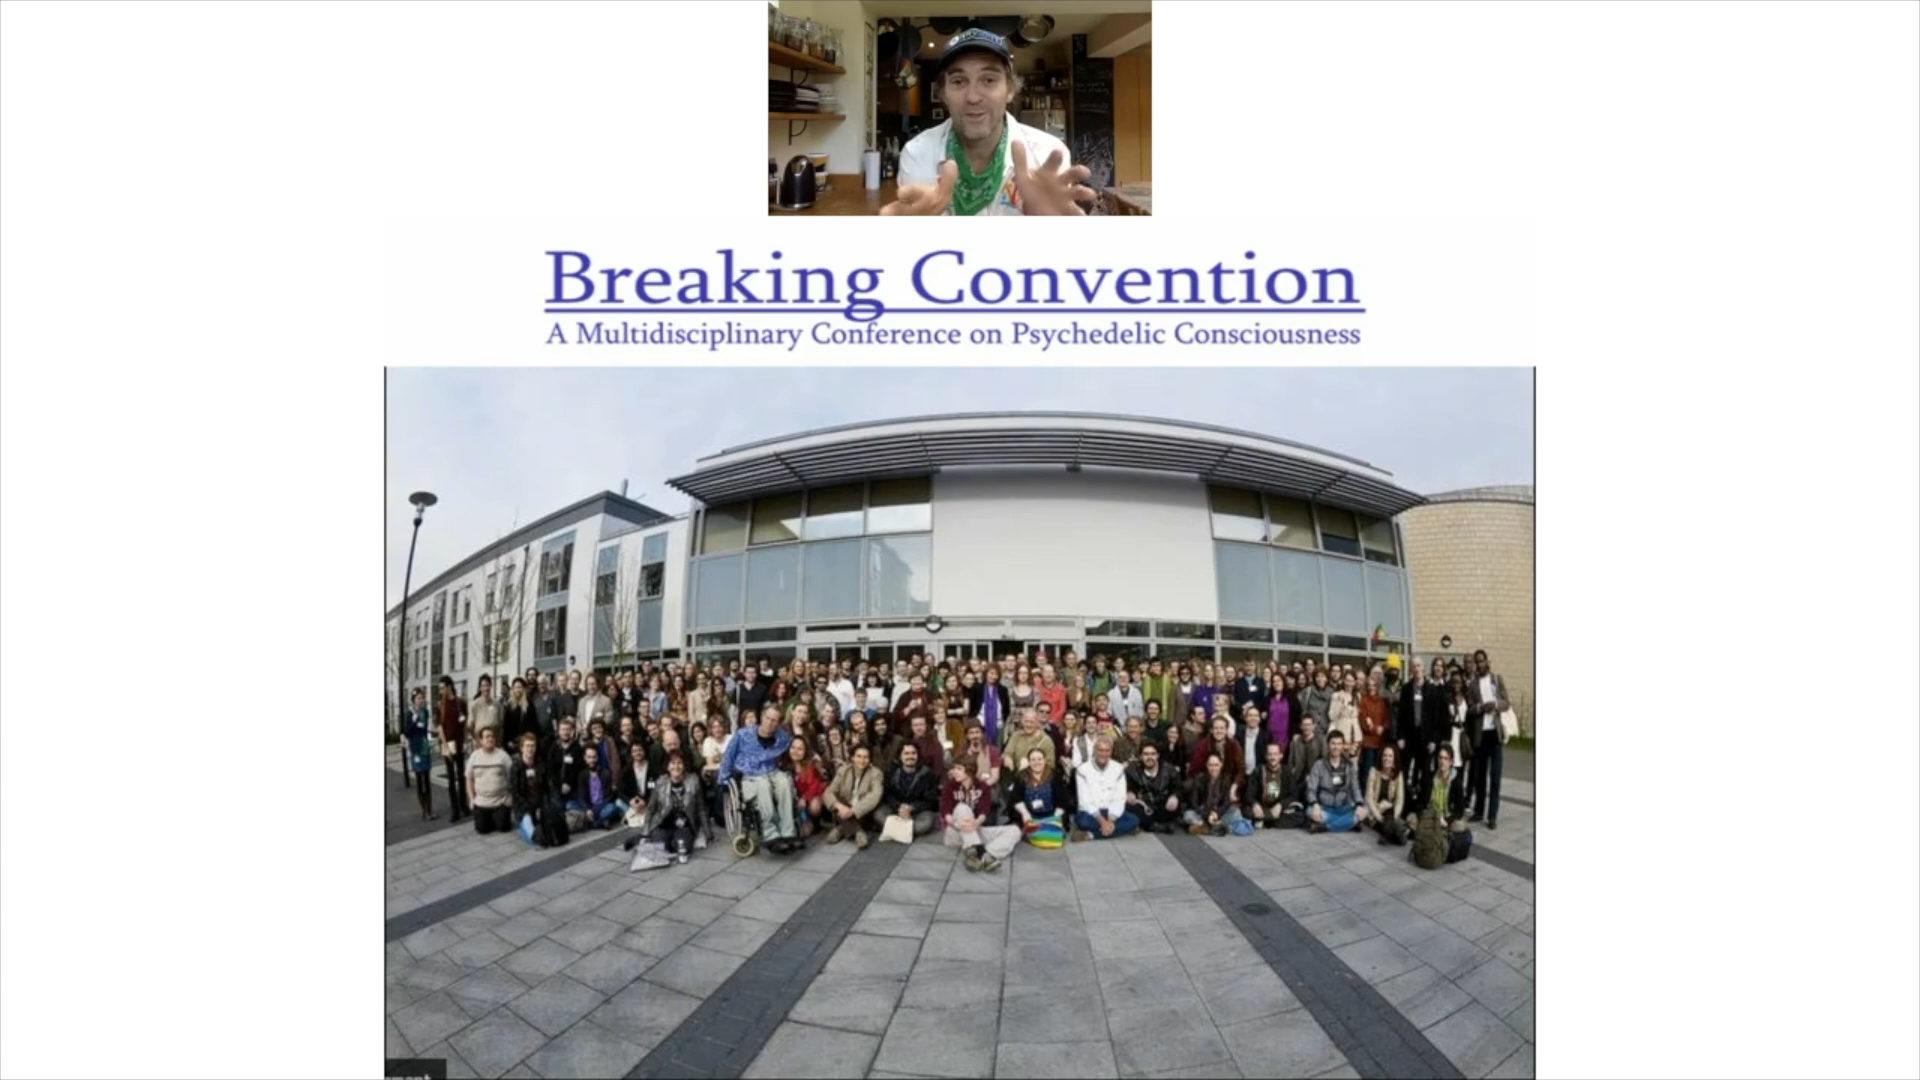 Breaking Convention
A Multidisciplinary Conference on Psychedelic Consciousness